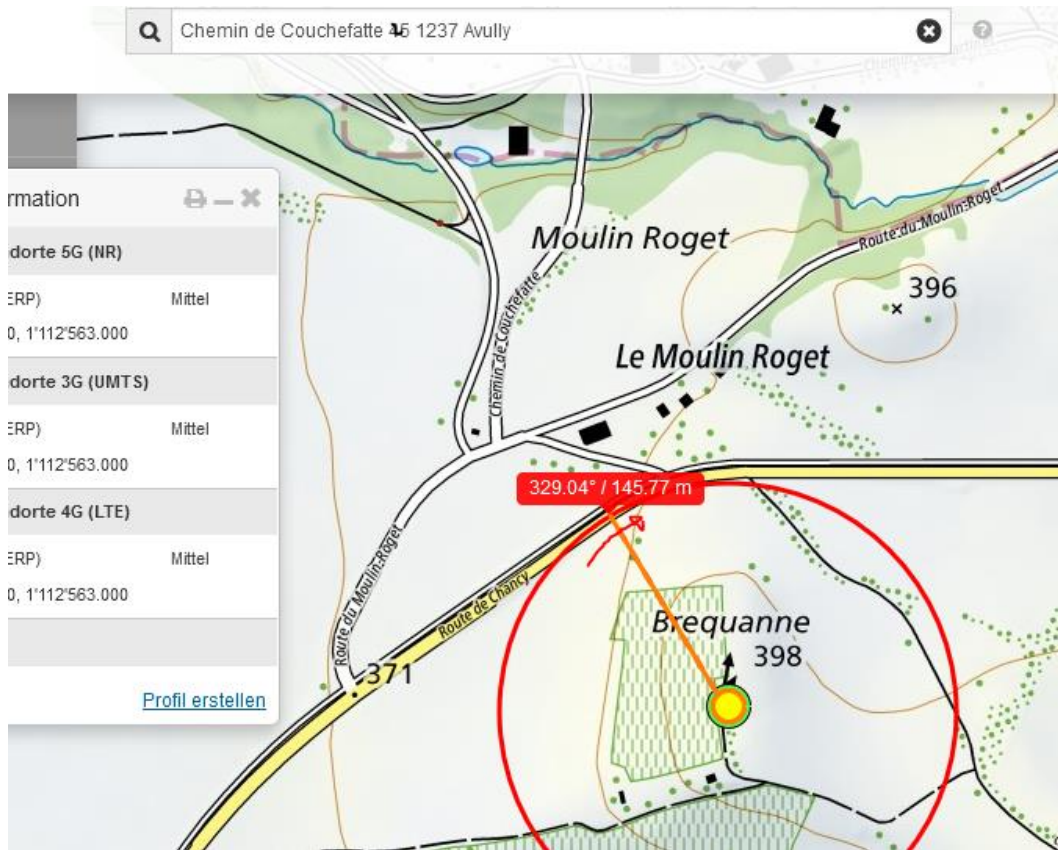 Chemin de Couchefatte 45 1237 Avully
rmation
dorte 5G (NR)
ERP) Mittel
0, 1'112'563.000
dorte 3G (UMTS)
ERP) Mittel
0, 1'112'563.000
dorte 4G (LTE)
ERP) Mittel
0, 1'112'563.000
Profil erstellen
Moulin Roget
Route du Moulin-Roget
396
Chemin de Couchefatte
Le Moulin Roget
329.04° / 145.77 m
Route du Moulin-Roget
Route de Chancy
Brequanne
398
371